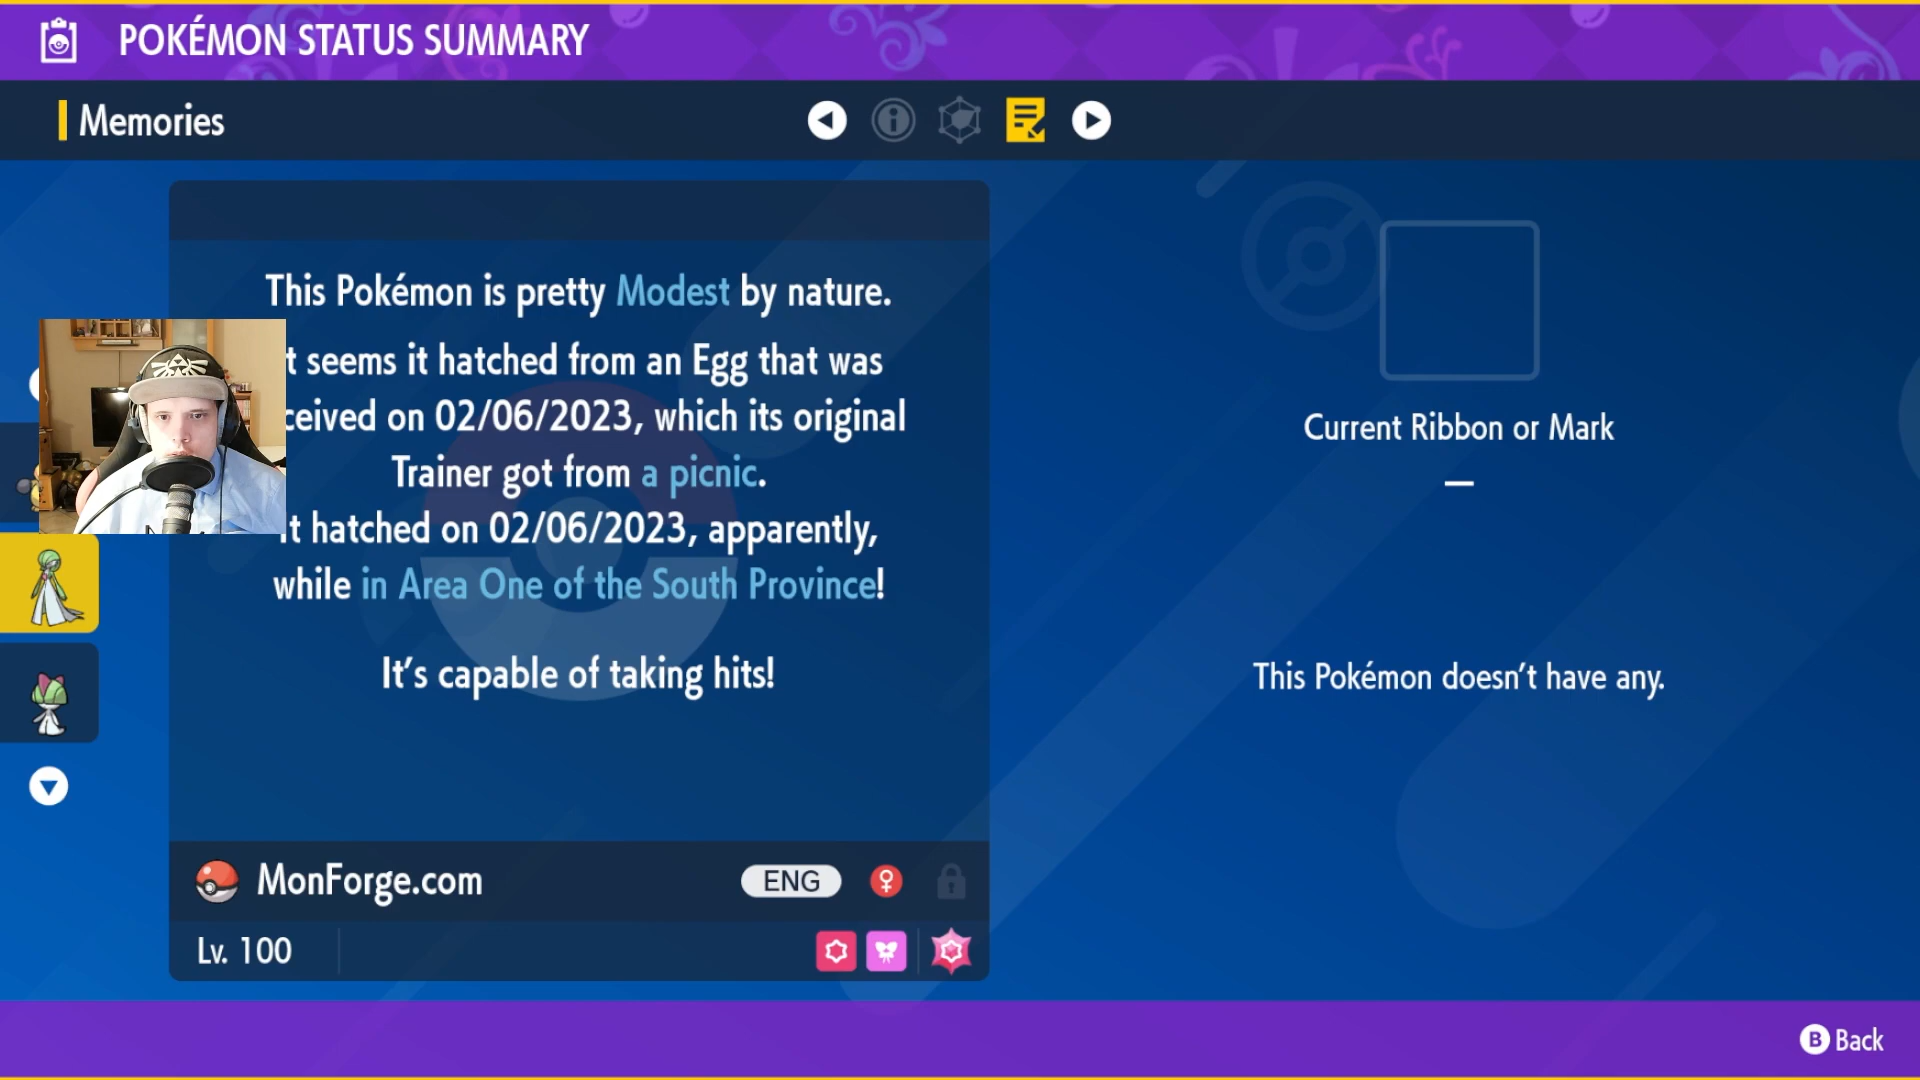 POKÉMON STATUS SUMMARY
Memories
This Pokémon is pretty Modest by nature.
t seems it hatched from an Egg that was
ceived on 02/06/2023, which its original
Trainer got from a picnic.
It hatched on 02/06/2023, apparently,
while in Area One of the South Province!
It's capable of taking hits!
Current Ribbon or Mark
—
This Pokémon doesn't have any.
MonForge.com
ENG
♀
Lv. 100
B Back